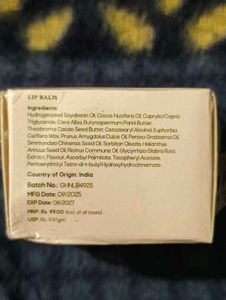 LIP BALM
Ingredients:
Hydrogenated Soyabean Oil, Cocos Nucifera Oil, Caprylic/Capric
Triglyceride, Cera Alba, Butyrospermum Parkii Butter,
Theobroma Cacao Seed Butter, Cetostearyl Alcohol, Euphorbia
Cerifera Wax, Prunus Amygdalus Dulcis Oil, Persea Gratissima Oil,
Simmondsia Chinensis Seed Oil, Sorbitan Olivate, Helianthus
Annuus Seed Oil, Ricinus Communis Oil, Glycyrrhiza Glabra Root
Extract, Flavour, Ascorbyl Palmitate, Tocopheryl Acetate,
Pentaerythrityl Tetra-di-t-butyl Hydroxyhydrocinnamate
Country of Origin: India
Batch No.: GHNLB4925
MFG Date: 09/2025
EXP Date: 08/2027
MRP: Rs. 99.00 (Incl. of all taxes)
USP: Rs. 9.9/gm